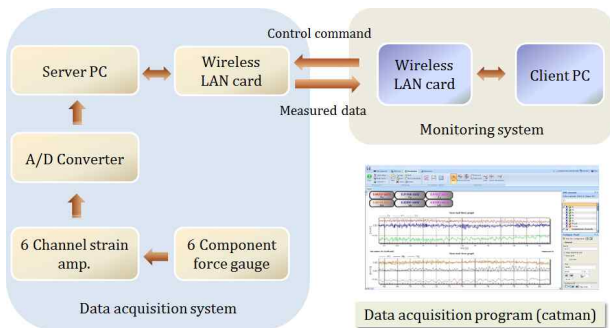 Server PC
Wireless
LAN card
Control command
Measured data
Wireless
LAN card
Client PC
Monitoring system
A/D Converter
6 Channel strain
amp.
6 Component
force gauge
Data acquisition system
Data acquisition program (catman)